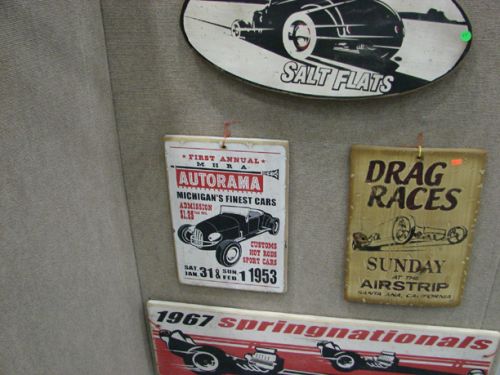 SALT FLATS
FIRST ANNUAL
MHRA
AUTORAMA
MICHIGAN'S FINEST CARS
ADMISSION
$1.25
CUSTOMS
HOT RODS
SPORT CARS
SAT. JAN. 31 & SUN. FEB 1 1953
DRAG
RACES
SUNDAY
AT THE
AIRSTRIP
SANTA ANA, CALIFORNIA
1967 springnationals